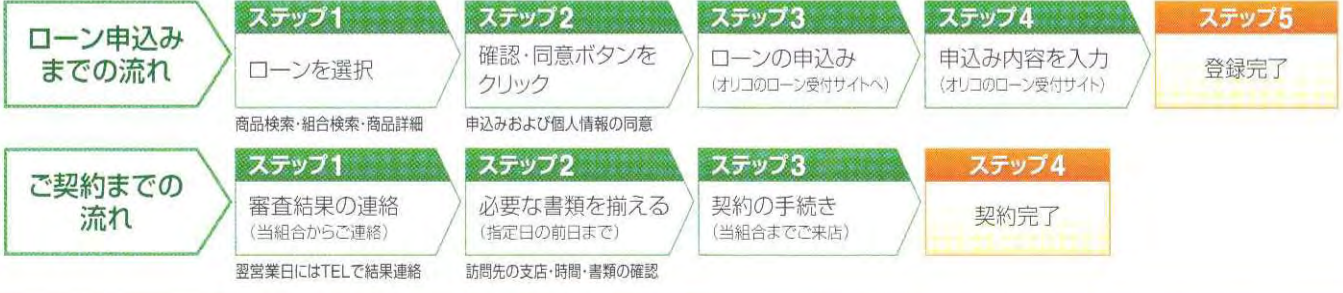 ローン申込み
までの流れ
ステップ1
ローンを選択
商品検索・組合検索・商品詳細
ステップ2
確認・同意ボタンを
クリック
申込みおよび個人情報の同意
ステップ3
ローンの申込み
(オリコのローン受付サイトへ)
ステップ4
申込み内容を入力
(オリコのローン受付サイト)
ステップ5
登録完了
ご契約までの
流れ
ステップ1
審査結果の連絡
(当組合からご連絡)
翌営業日にはTELで結果連絡
ステップ2
必要な書類を揃える
(指定日の前日まで)
訪問先の支店・時間・書類の確認
ステップ3
契約の手続き
(当組合までご来店)
ステップ4
契約完了